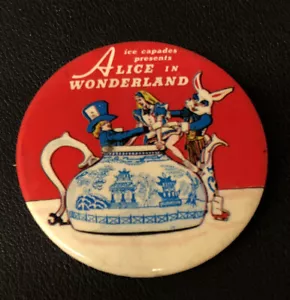 ice capades
presents
ALICE IN
WONDERLAND